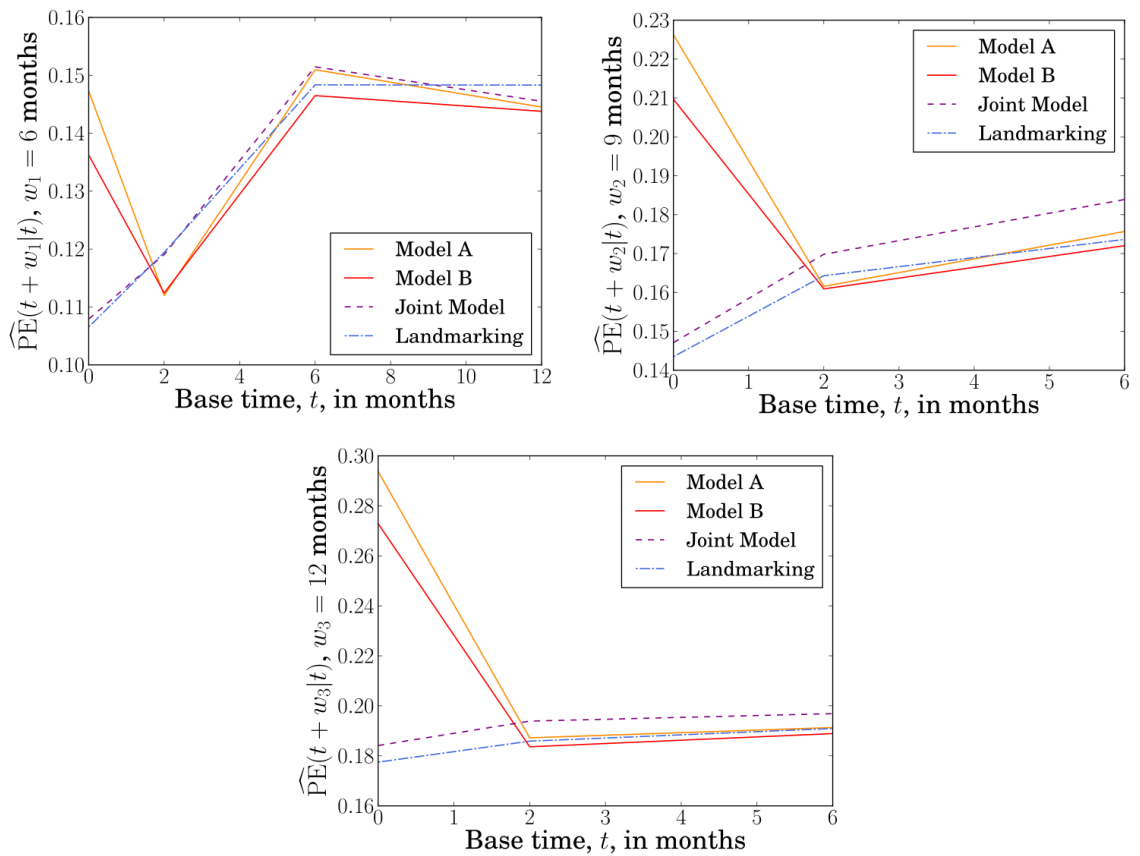 0.16
0.15
0.14
0.13
0.12
0.11
0.10
P̂E(t + w₁|t), w₁ = 6 months
Model A
Model B
Joint Model
Landmarking
0 2 4 6 8 10 12
Base time, t, in months
0.23
0.22
0.21
0.20
0.19
0.18
0.17
0.16
0.15
0.14
P̂E(t + w₂|t), w₂ = 9 months
Model A
Model B
Joint Model
Landmarking
0 1 2 3 4 5 6
Base time, t, in months
0.30
0.28
0.26
0.24
0.22
0.20
0.18
0.16
P̂E(t + w₃|t), w₃ = 12 months
Model A
Model B
Joint Model
Landmarking
0 1 2 3 4 5 6
Base time, t, in months